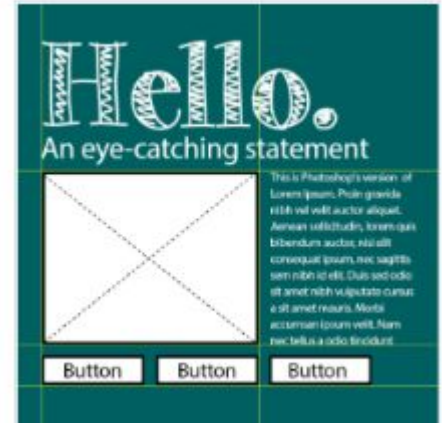 Hello.
An eye-catching statement
This is Photoshop's version of
Lorem Ipsum. Proin gravida
nibh vel velit auctor aliquet.
Aenean sollicitudin, lorem quis
bibendum auctor, nisi elit
consequat ipsum, nec sagittis
sem nibh id elit. Duis sed odio
sit amet nibh vulputate cursus
a sit amet mauris. Morbi
accumsan ipsum velit. Nam
nec tellus a odio tincidunt
Button
Button
Button